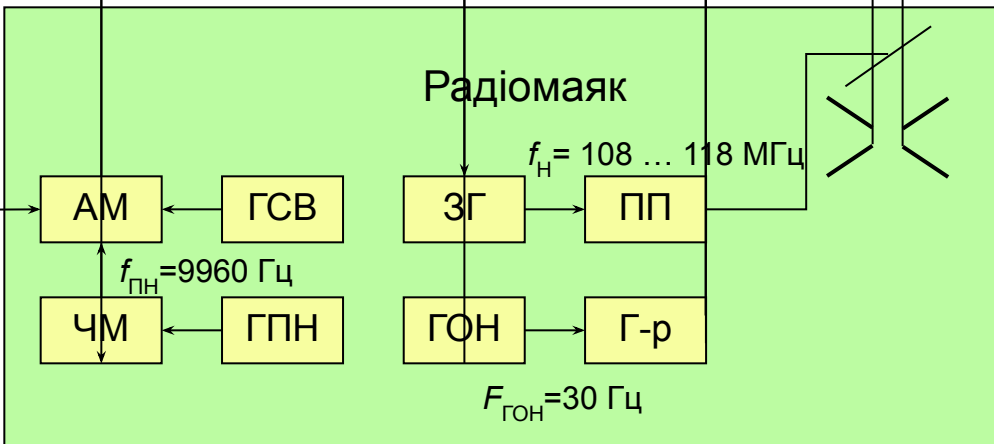 Радіомаяк
fН= 108 … 118 МГц
АМ ГСВ ЗГ ПП
fПН=9960 Гц
ЧМ ГПН ГОН Г-р
FГОН=30 Гц